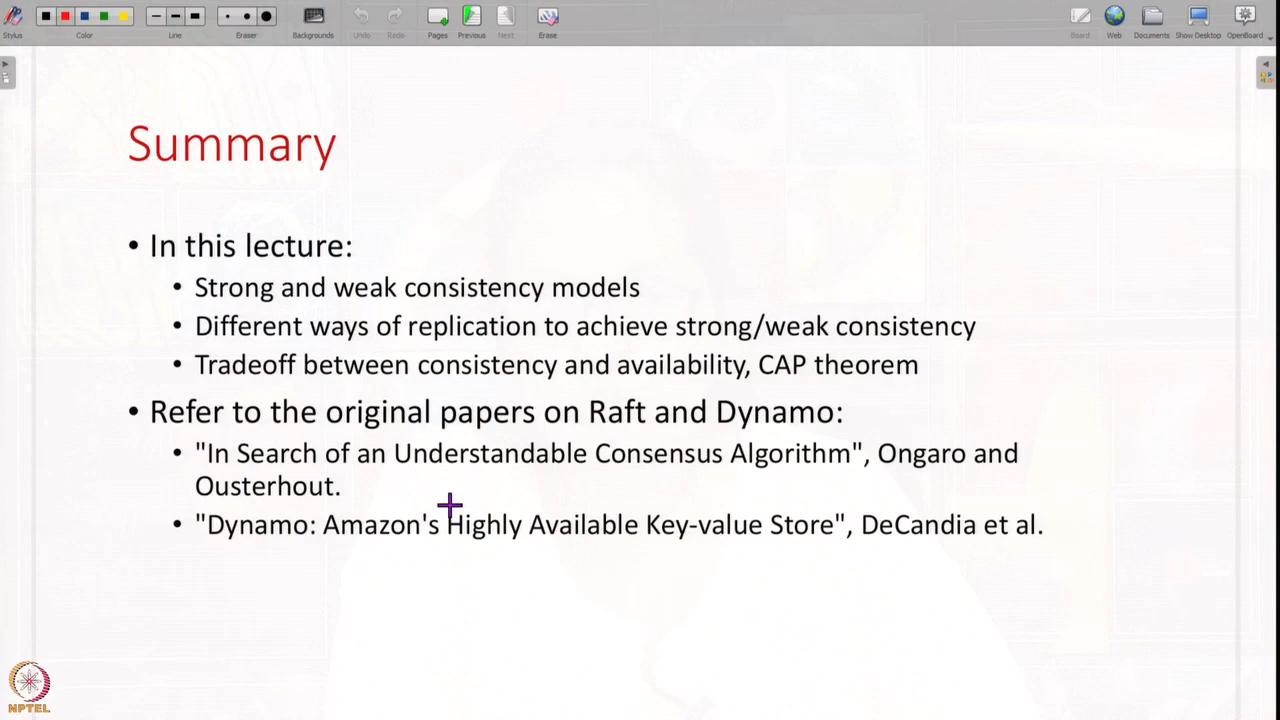 Stylus
Color
Line
Eraser
Backgrounds
Undo
Redo
Pages
Previous
Next
Erase
Board
Web
Documents
Show Desktop
OpenBoard
Summary
• In this lecture:
• Strong and weak consistency models
• Different ways of replication to achieve strong/weak consistency
• Tradeoff between consistency and availability, CAP theorem
• Refer to the original papers on Raft and Dynamo:
• "In Search of an Understandable Consensus Algorithm", Ongaro and
Ousterhout.
• "Dynamo: Amazon's Highly Available Key-value Store", DeCandia et al.
NPTEL